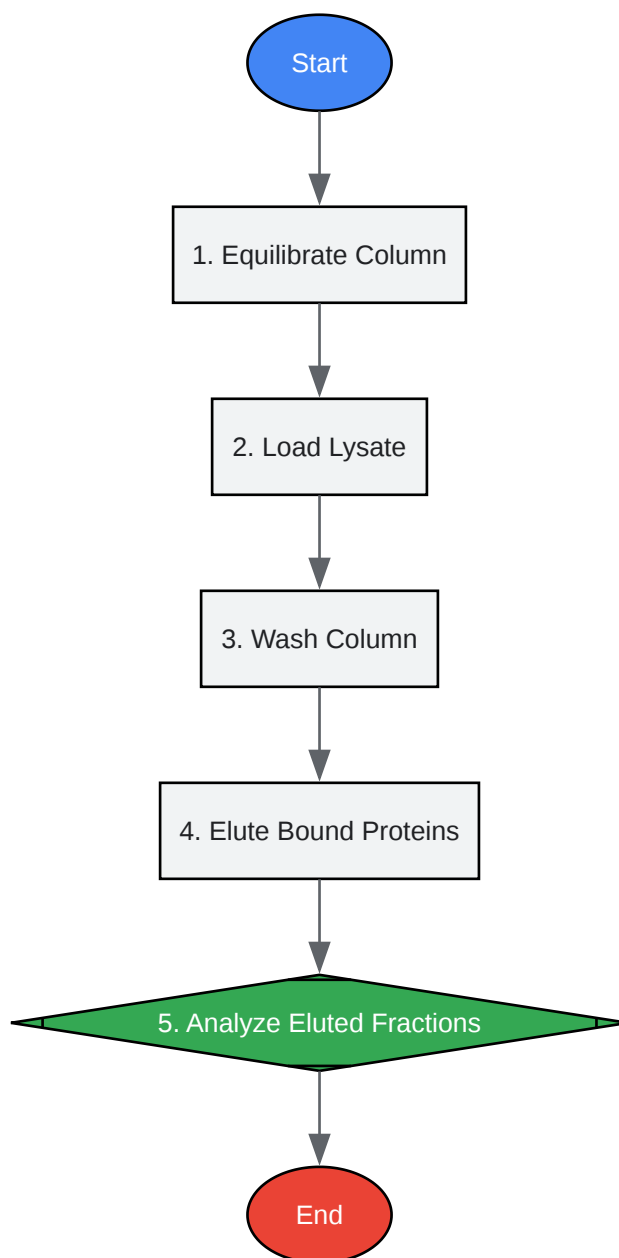 Start
1. Equilibrate Column
2. Load Lysate
3. Wash Column
4. Elute Bound Proteins
5. Analyze Eluted Fractions
End